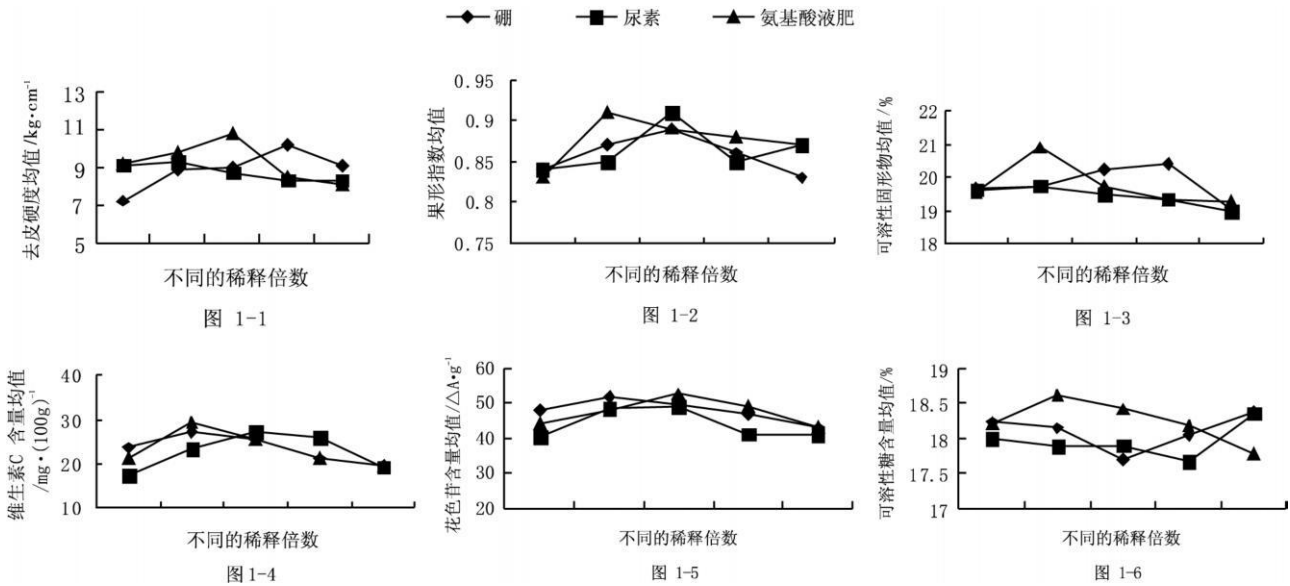 硼 尿素 氨基酸液肥
去皮硬度均值/kg·cm⁻¹
13
11
9
7
5
不同的稀释倍数
图 1-1
果形指数均值
0.95
0.9
0.85
0.8
0.75
不同的稀释倍数
图 1-2
可溶性固形物均值/%
22
21
20
19
18
不同的稀释倍数
图 1-3
维生素C 含量均值
/mg·(100g)⁻¹
40
30
20
10
不同的稀释倍数
图1-4
花色苷含量均值/△A·g⁻¹
60
50
40
30
20
不同的稀释倍数
图 1-5
可溶性糖含量均值/%
19
18.5
18
17.5
17
不同的稀释倍数
图 1-6